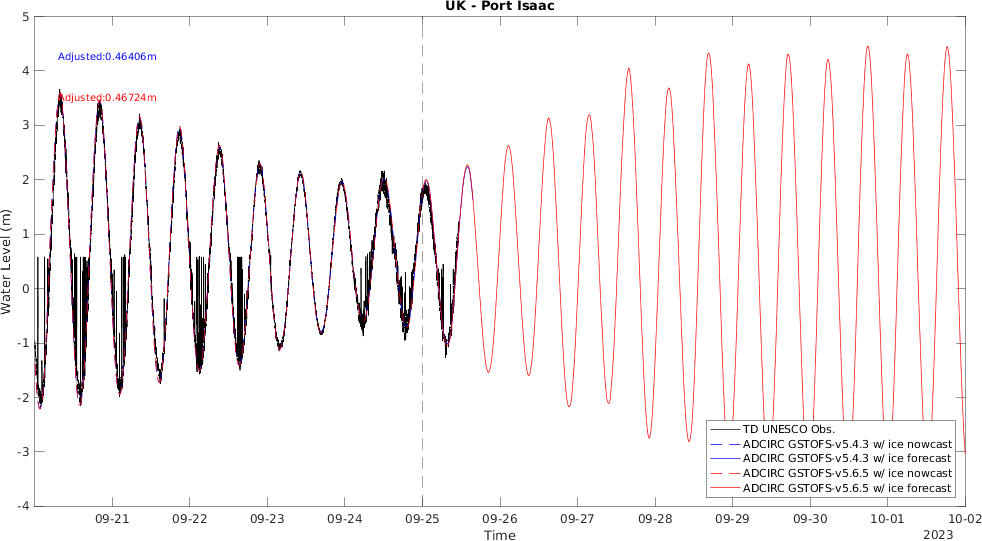 UK - Port Isaac
5
4
3
2
1
0
-1
-2
-3
-4
Water Level (m)
Adjusted:0.46406m
Adjusted:0.46724m
TD UNESCO Obs.
ADCIRC GSTOFS-v5.4.3 w/ ice nowcast
ADCIRC GSTOFS-v5.4.3 w/ ice forecast
ADCIRC GSTOFS-v5.6.5 w/ ice nowcast
ADCIRC GSTOFS-v5.6.5 w/ ice forecast
09-21 09-22 09-23 09-24 09-25 09-26 09-27 09-28 09-29 09-30 10-01 10-02
Time
2023